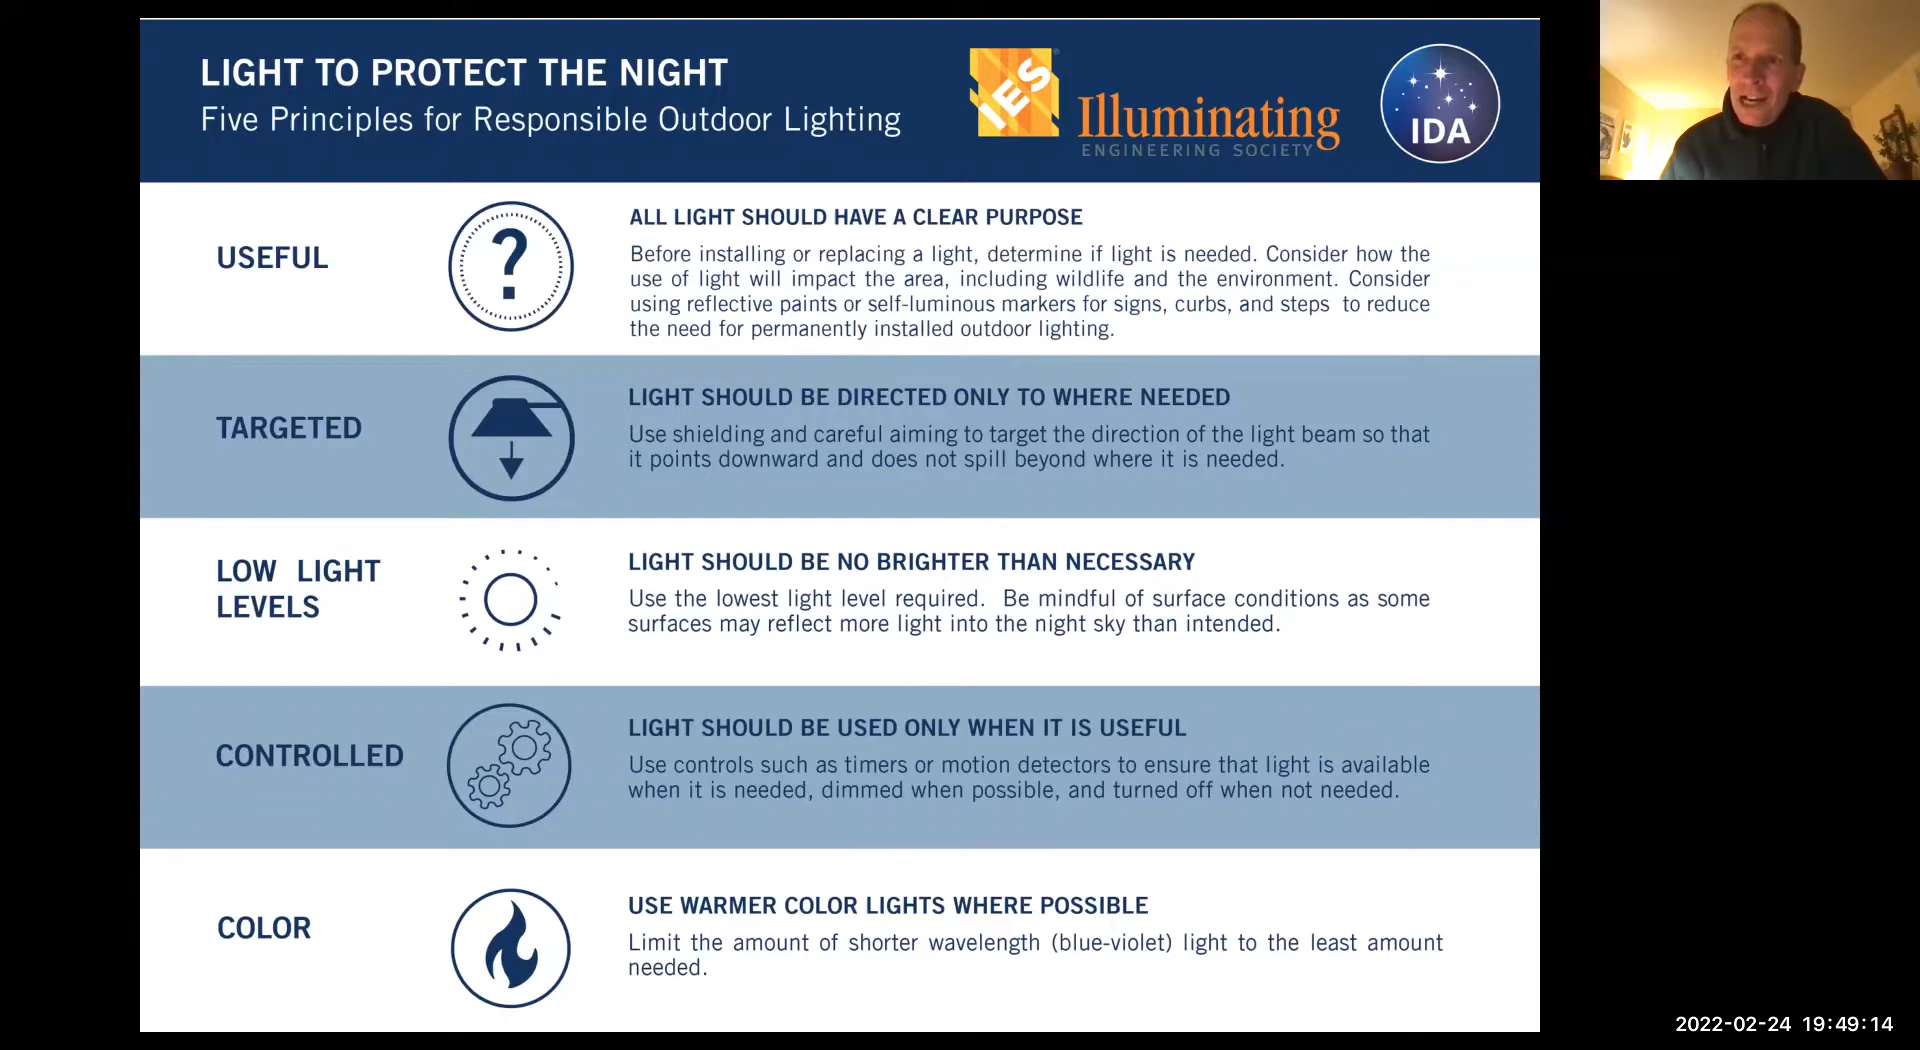 LIGHT TO PROTECT THE NIGHT
Five Principles for Responsible Outdoor Lighting
IES
Illuminating
ENGINEERING SOCIETY
IDA
USEFUL
?
ALL LIGHT SHOULD HAVE A CLEAR PURPOSE
Before installing or replacing a light, determine if light is needed. Consider how the
use of light will impact the area, including wildlife and the environment. Consider
using reflective paints or self-luminous markers for signs, curbs, and steps to reduce
the need for permanently installed outdoor lighting.
TARGETED
LIGHT SHOULD BE DIRECTED ONLY TO WHERE NEEDED
Use shielding and careful aiming to target the direction of the light beam so that
it points downward and does not spill beyond where it is needed.
LOW LIGHT
LEVELS
LIGHT SHOULD BE NO BRIGHTER THAN NECESSARY
Use the lowest light level required. Be mindful of surface conditions as some
surfaces may reflect more light into the night sky than intended.
CONTROLLED
LIGHT SHOULD BE USED ONLY WHEN IT IS USEFUL
Use controls such as timers or motion detectors to ensure that light is available
when it is needed, dimmed when possible, and turned off when not needed.
COLOR
USE WARMER COLOR LIGHTS WHERE POSSIBLE
Limit the amount of shorter wavelength (blue-violet) light to the least amount
needed.
2022-02-24 19:49:14